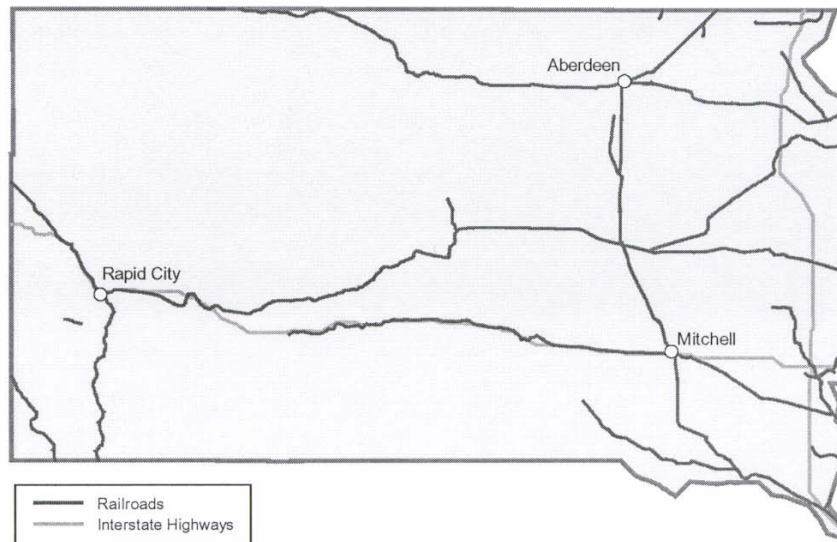 Aberdeen
Rapid City
Mitchell
Railroads
Interstate Highways